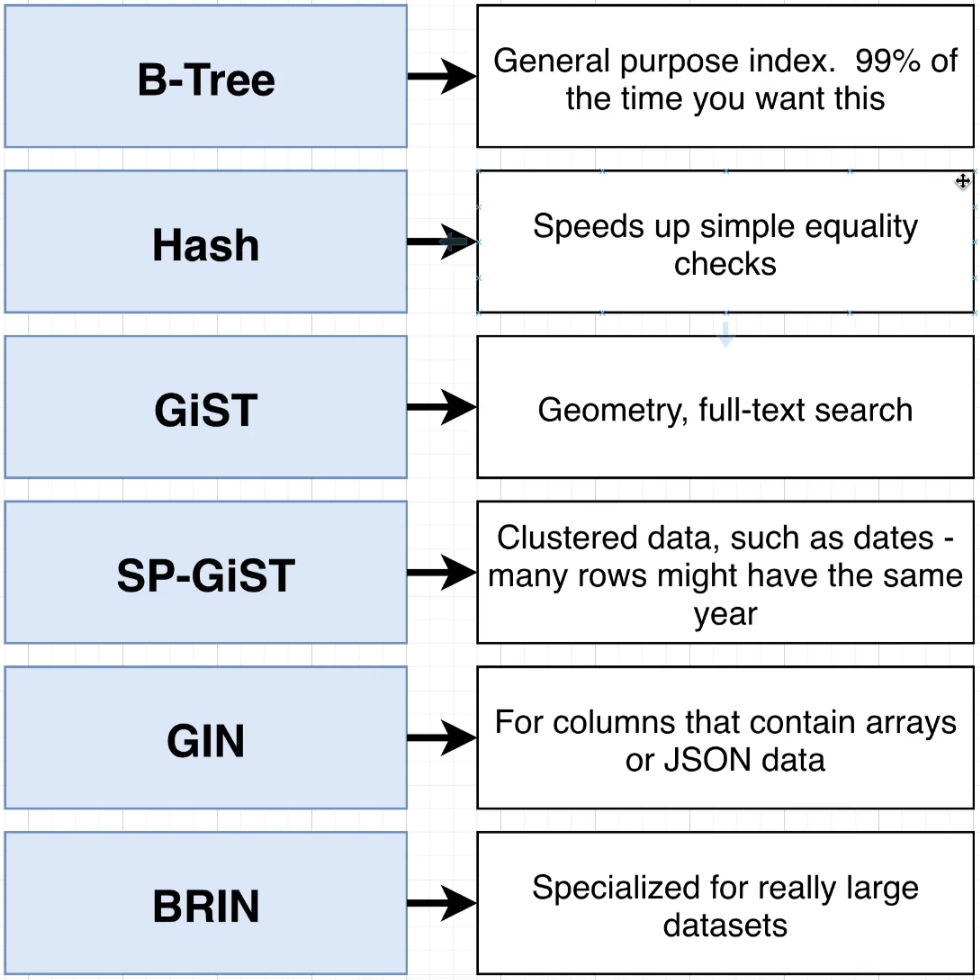 B-Tree
General purpose index.  99% of
the time you want this
Hash
Speeds up simple equality
checks
GiST
Geometry, full-text search
SP-GiST
Clustered data, such as dates -
many rows might have the same
year
GIN
For columns that contain arrays
or JSON data
BRIN
Specialized for really large
datasets